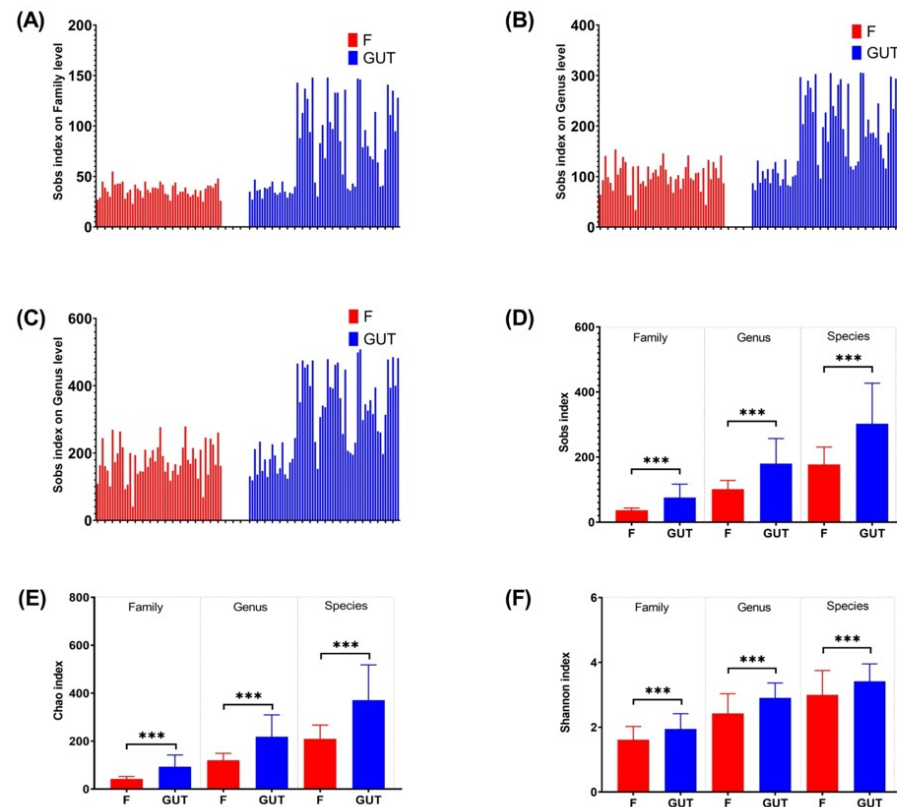 (A)
Sobs index on Family level
200
150
100
50
0
F
GUT
(B)
Sobs index on Genus level
400
300
200
100
0
F
GUT
(C)
Sobs index on Genus level
600
400
200
0
F
GUT
(D)
Sobs index
600
400
200
0
Family Genus Species
*** *** ***
F GUT F GUT F GUT
(E)
Chao index
800
600
400
200
0
Family Genus Species
*** *** ***
F GUT F GUT F GUT
(F)
Shannon index
6
4
2
0
Family Genus Species
*** *** ***
F GUT F GUT F GUT